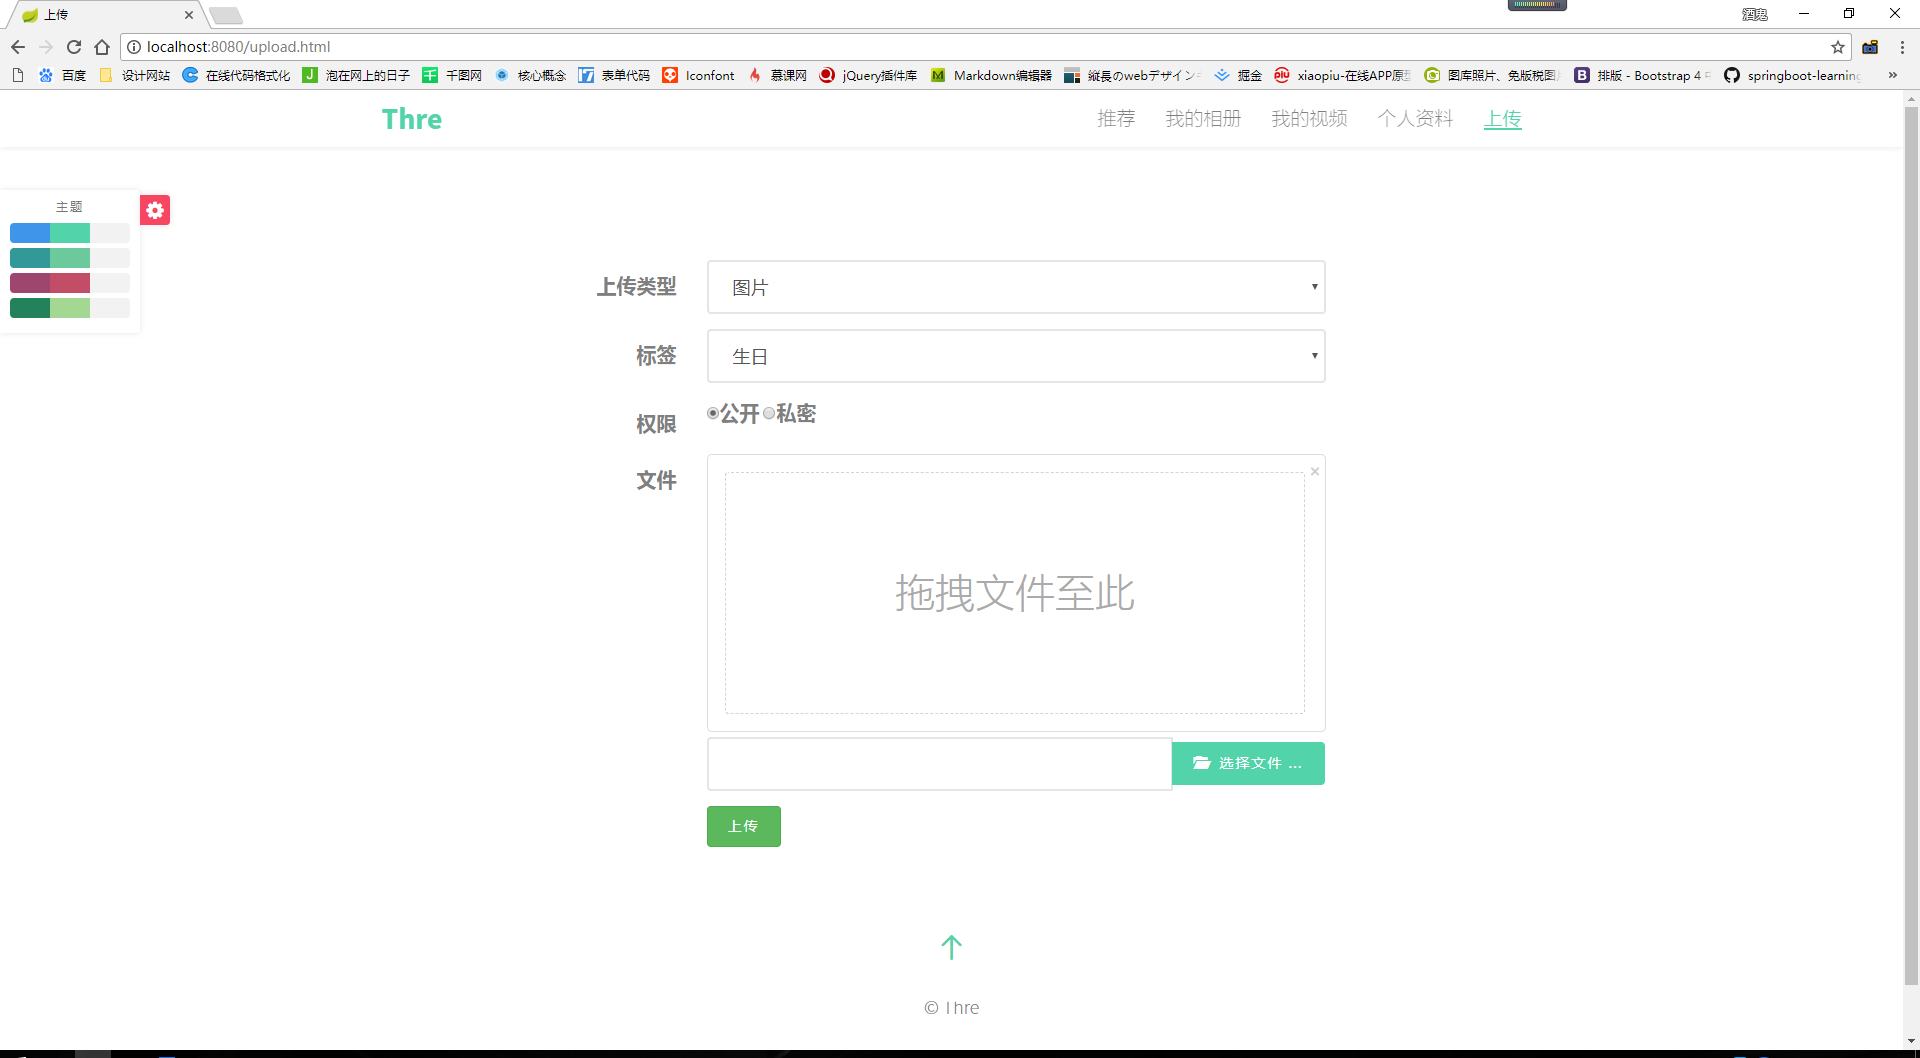 上传
酒鬼
localhost:8080/upload.html
百度 设计网站 在线代码格式化 泡在网上的日子 千图网 核心概念 表单代码 Iconfont 慕课网 jQuery插件库 Markdown编辑器 縦長のwebデザイン 掘金 xiaopiu-在线APP原型 图库照片、免版税图片 排版 - Bootstrap 4 springboot-learning »
Thre 推荐 我的相册 我的视频 个人资料 上传
主题
上传类型 图片
标签 生日
权限 公开 私密
文件
拖拽文件至此
选择文件 ...
上传
© Thre